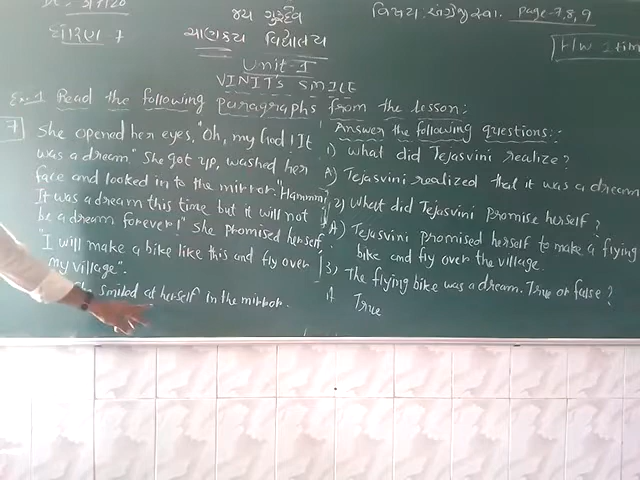 જય ગુરુદેવ
વિષય: અંગ્રેજી page-7,8,9
ધોરણ-7 ચાણક્ય વિદ્યાલય
H/W 1 time
Unit-1
VINIT'S SMILE
Ex-1 Read the following paragraphs from the lesson:
7 She opened her eyes, "Oh, my God! It
was a dream." She got up, washed her
face and looked in to the mirror. "Hammm!
It was a dream this time but it will not
be a dream forever!" She promised herself
"I will make a bike like this and fly over
my village".
smiled at herself in the mirror.
Answer the following questions:-
1) What did Tejasvini realize?
A) Tejasvini realized that it was a dream
2) What did Tejasvini promise herself?
A) Tejasvini promised herself to make a flying
bike and fly over the village.
3) The flying bike was a dream. True or false?
A True